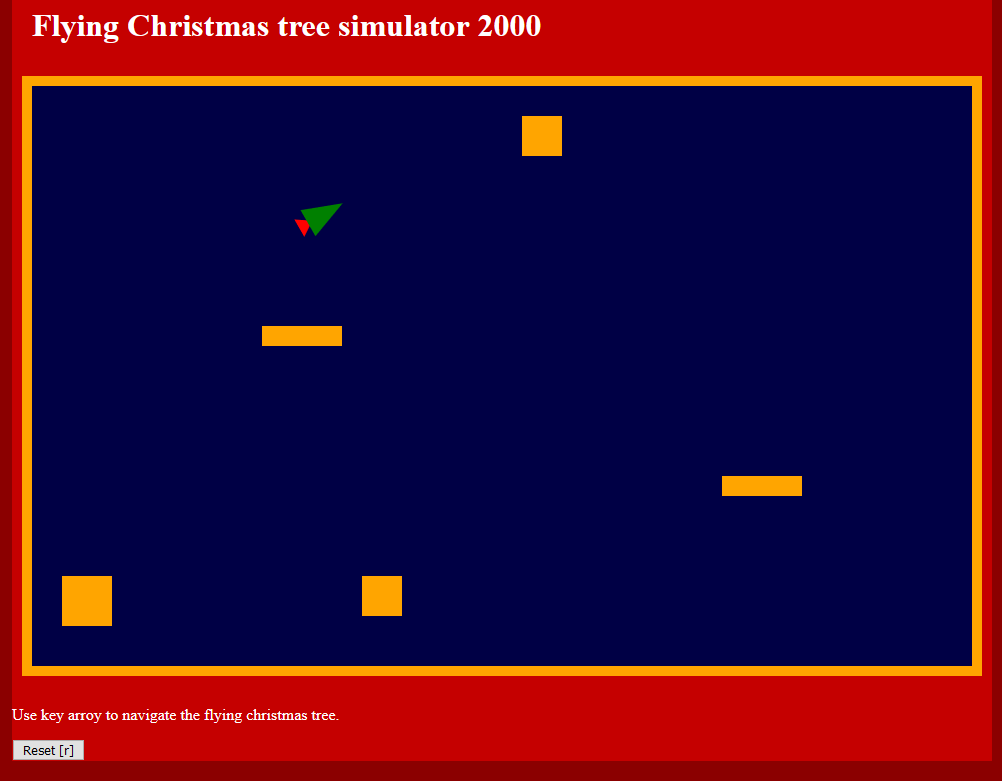 Flying Christmas tree simulator 2000
Use key arroy to navigate the flying christmas tree.
Reset [r]